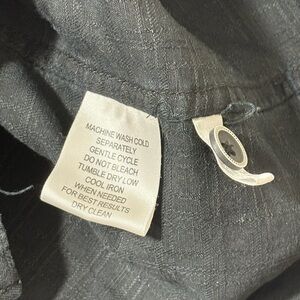 MACHINE WASH COLD
SEPARATELY
GENTLE CYCLE
DO NOT BLEACH
TUMBLE DRY LOW
COOL IRON
WHEN NEEDED
FOR BEST RESULTS
DRY CLEAN